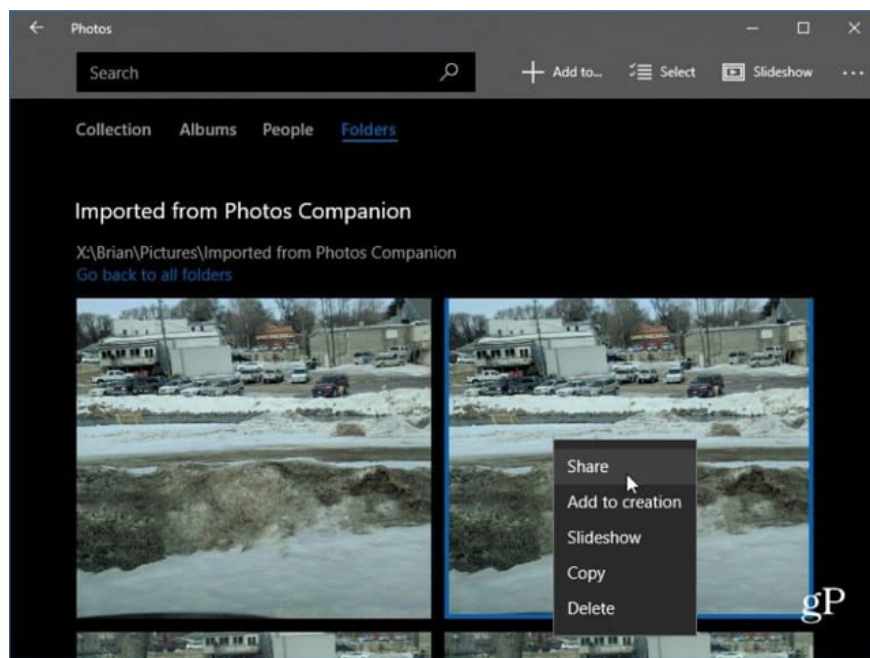 Photos
Search
Add to...
Select
Slideshow
Collection Albums People Folders
Imported from Photos Companion
X:\Brian\Pictures\Imported from Photos Companion
Go back to all folders
Share
Add to creation
Slideshow
Copy
Delete
gP